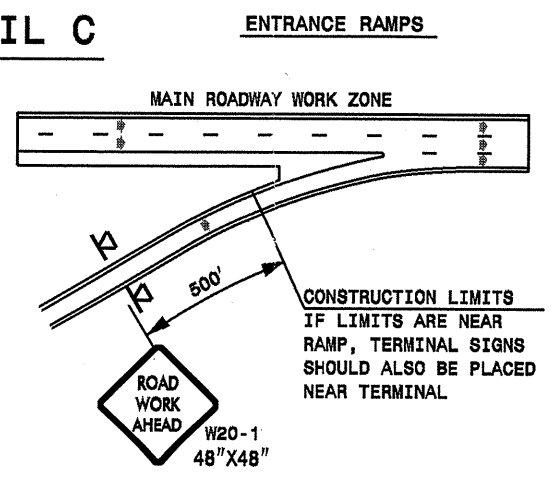 IL C
ENTRANCE RAMPS
MAIN ROADWAY WORK ZONE
500'
CONSTRUCTION LIMITS
IF LIMITS ARE NEAR
RAMP, TERMINAL SIGNS
SHOULD ALSO BE PLACED
NEAR TERMINAL
ROAD
WORK
AHEAD
W20-1
48"X48"